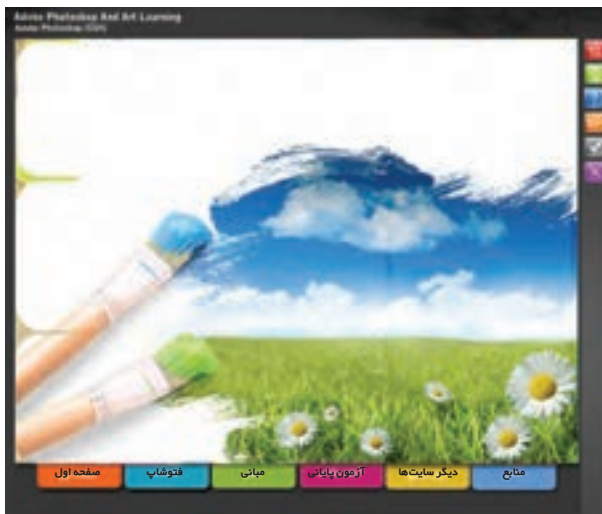 Adobe Photoshop And Art Learning
Adobe Photoshop (CS5)
صفحه اول
فتوشاپ
مبانی
آزمون پایانی
دیگر سایت‌ها
منابع